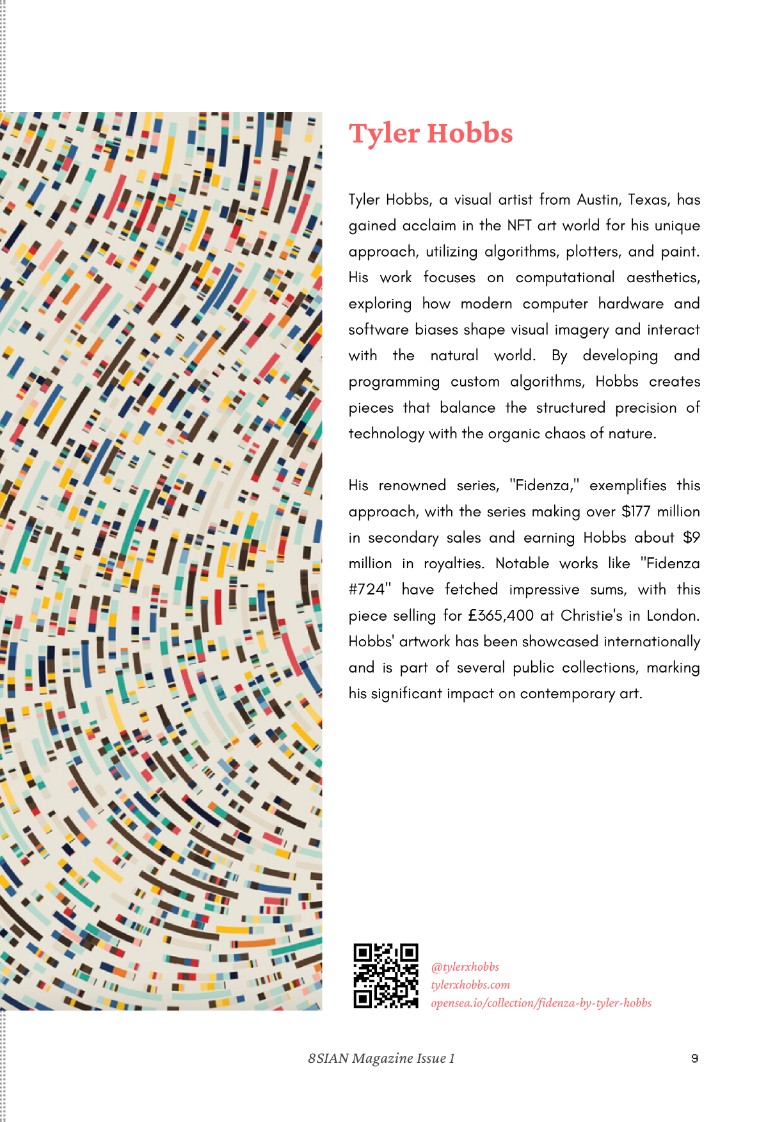 Tyler Hobbs
Tyler Hobbs, a visual artist from Austin, Texas, has
gained acclaim in the NFT art world for his unique
approach, utilizing algorithms, plotters, and paint.
His work focuses on computational aesthetics,
exploring how modern computer hardware and
software biases shape visual imagery and interact
with the natural world. By developing and
programming custom algorithms, Hobbs creates
pieces that balance the structured precision of
technology with the organic chaos of nature.
His renowned series, "Fidenza," exemplifies this
approach, with the series making over $177 million
in secondary sales and earning Hobbs about $9
million in royalties. Notable works like "Fidenza
#724" have fetched impressive sums, with this
piece selling for £365,400 at Christie's in London.
Hobbs' artwork has been showcased internationally
and is part of several public collections, marking
his significant impact on contemporary art.
@tylerxhobbs
tylerxhobbs.com
opensea.io/collection/fidenza-by-tyler-hobbs
8SIAN Magazine Issue 1
9